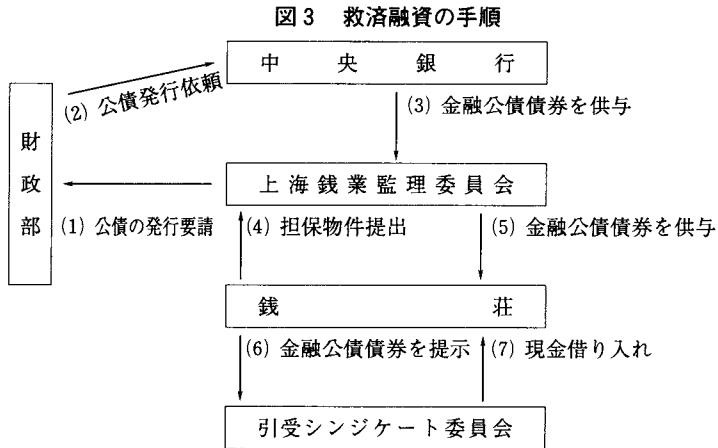 図3 救済融資の手順
中央銀行
(2) 公債発行依頼
(3) 金融公債債券を供与
財政部
上海銭業監理委員会
(1) 公債の発行要請
(4) 担保物件提出
(5) 金融公債債券を供与
銭荘
(6) 金融公債債券を提示
(7) 現金借り入れ
引受シンジケート委員会